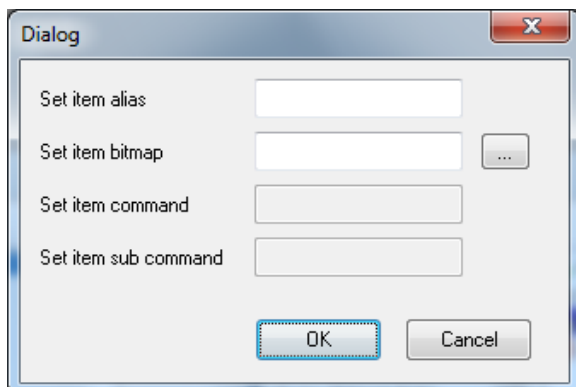 Dialog
Set item alias
Set item bitmap
...
Set item command
Set item sub command
OK Cancel